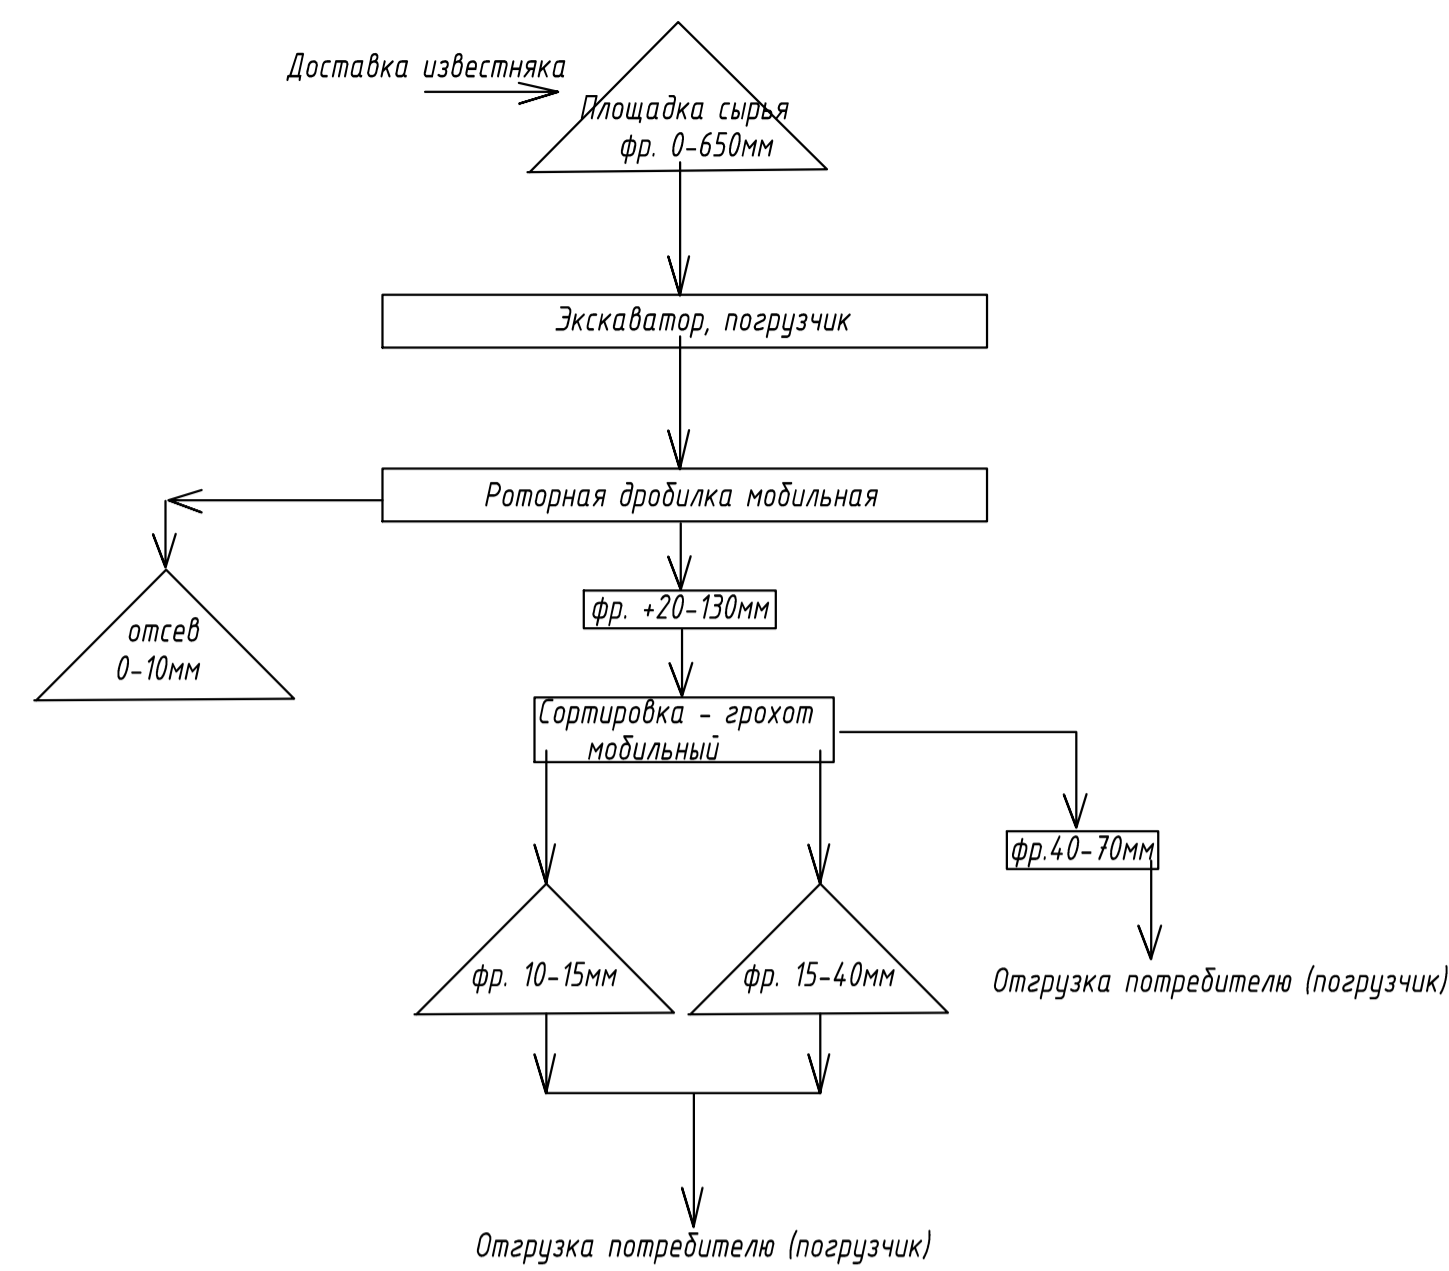 Доставка известняка
Площадка сырья
фр. 0-650мм
Экскаватор, погрузчик
Роторная дробилка мобильная
фр. +20-130мм
отсев
0-10мм
Сортировка - грохот
мобильный
фр.40-70мм
фр. 10-15мм
фр. 15-40мм
Отгрузка потребителю (погрузчик)
Отгрузка потребителю (погрузчик)